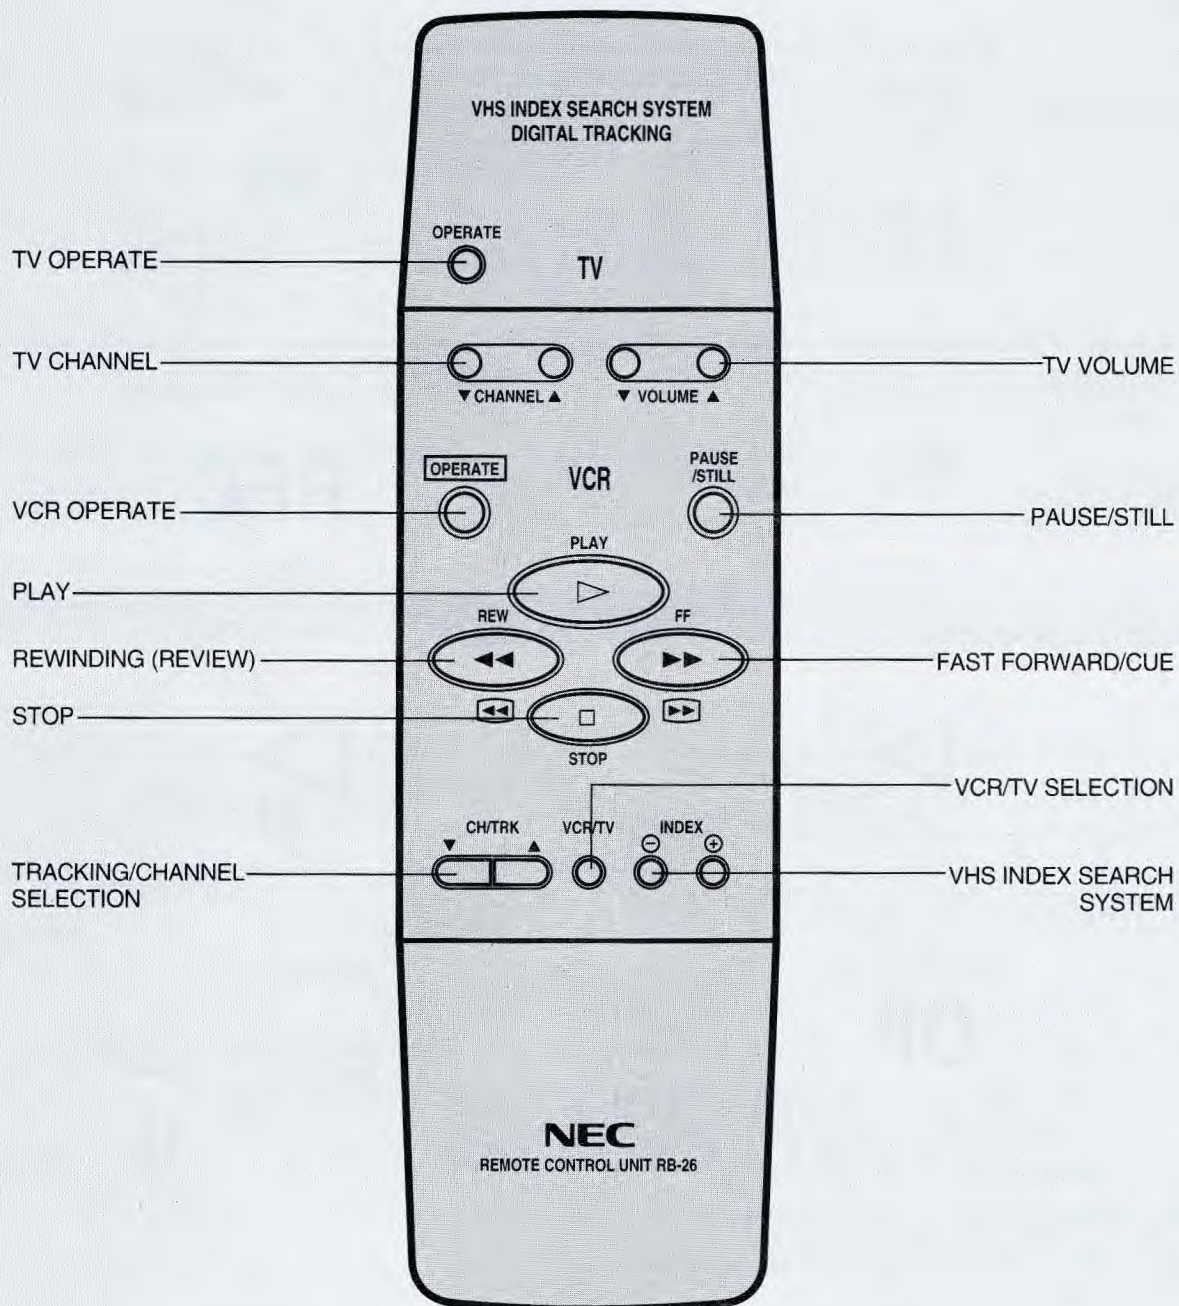 VHS INDEX SEARCH SYSTEM
DIGITAL TRACKING
OPERATE
TV OPERATE
TV
TV CHANNEL
TV VOLUME
▼ CHANNEL ▲
▼ VOLUME ▲
OPERATE
VCR
PAUSE
/STILL
VCR OPERATE
PAUSE/STILL
PLAY
PLAY
REW
FF
REWINDING (REVIEW)
FAST FORWARD/CUE
STOP
STOP
VCR/TV SELECTION
▼ CH/TRK ▲
VCR/TV
INDEX
TRACKING/CHANNEL
SELECTION
VHS INDEX SEARCH
SYSTEM
NEC
REMOTE CONTROL UNIT RB-26